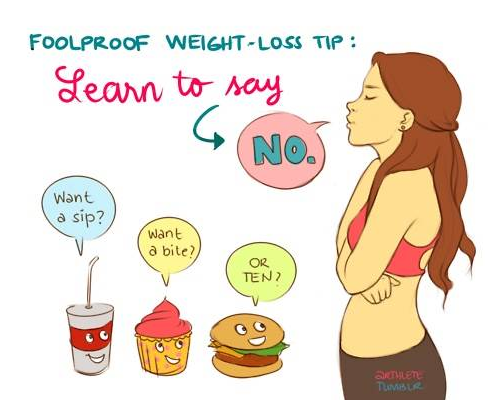 FOOLPROOF WEIGHT-LOSS TIP:
Learn to say
NO.
Want
a sip?
Want
a bite?
OR
TEN?